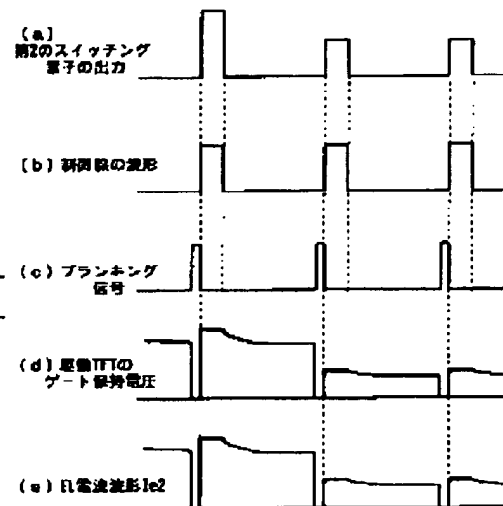 (a)
第2のスイッチング
素子の出力
(b) 制御線の波形
(c) ブランキング
信号
(d) 駆動TFTの
ゲート保持電圧
(e) EL電流波形Ie2